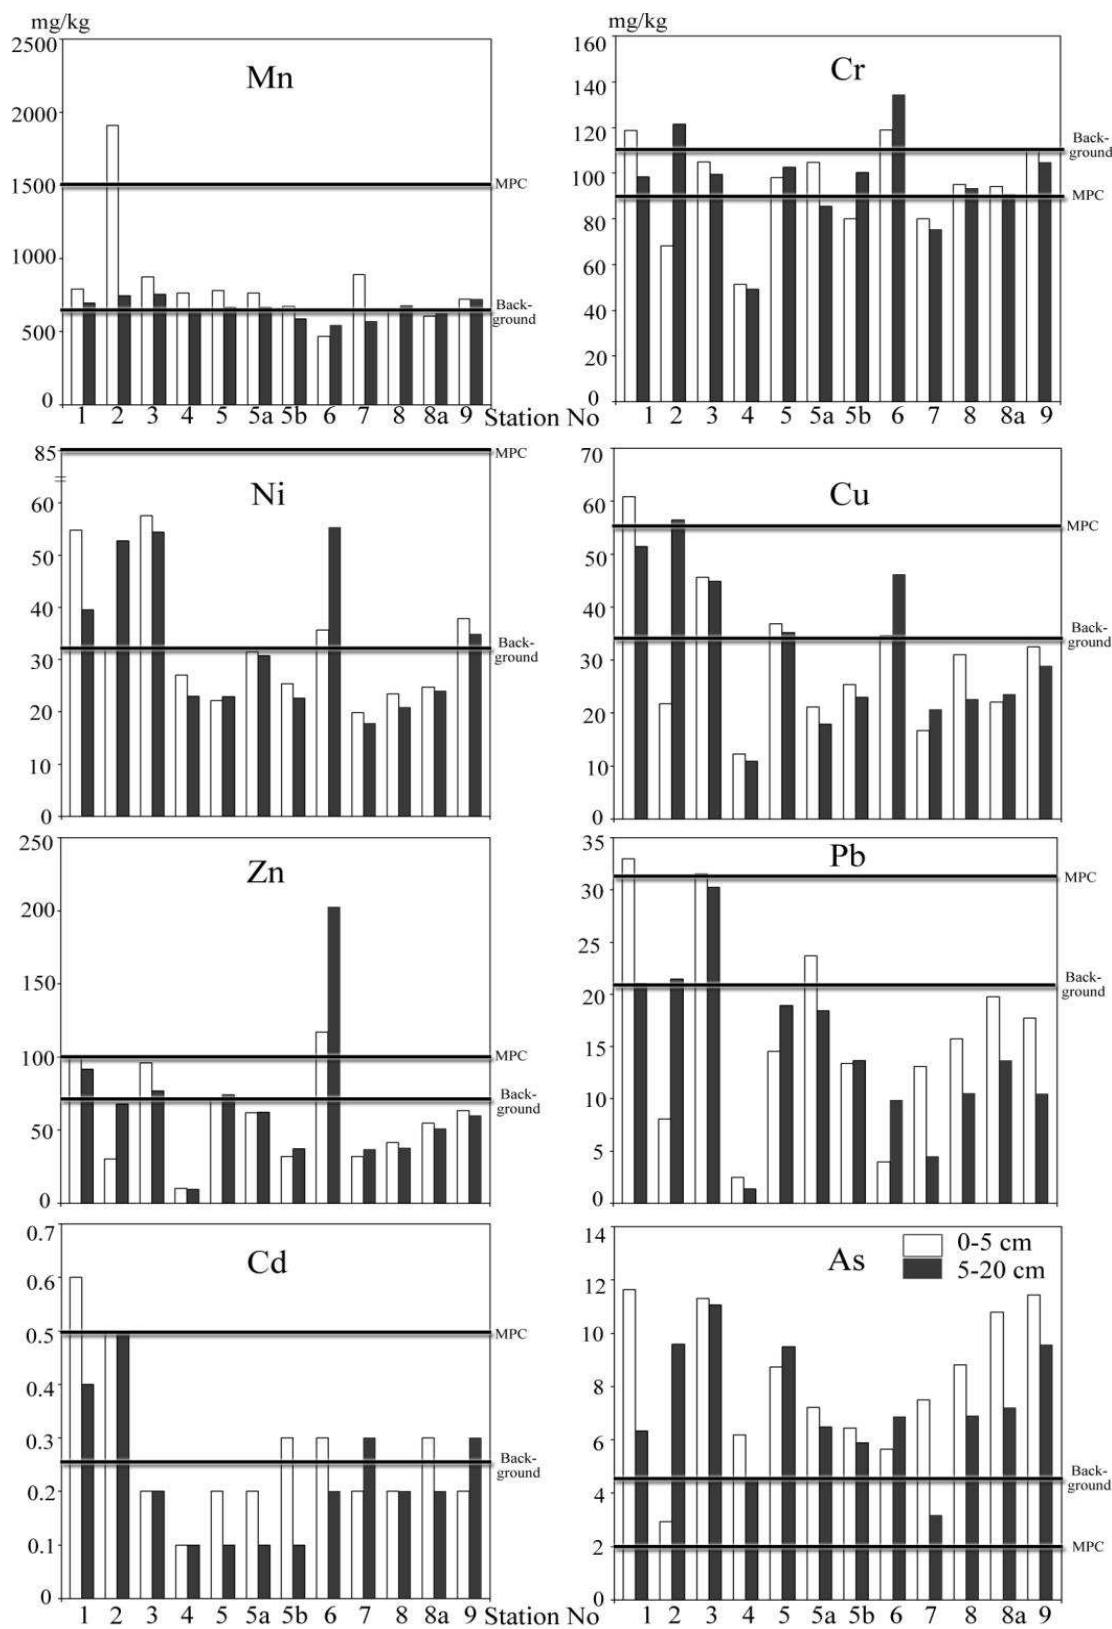 mg/kg
2500
2000
1500
1000
500
0
Mn
MPC
Back-
ground
1 2 3 4 5 5a 5b 6 7 8 8a 9 Station No
mg/kg
160
140
120
100
80
60
40
20
0
Cr
Back-
ground
MPC
1 2 3 4 5 5a 5b 6 7 8 8a 9
85
60
50
40
30
20
10
0
Ni
MPC
Back-
ground
70
60
50
40
30
20
10
0
Cu
MPC
Back-
ground
250
200
150
100
50
0
Zn
MPC
Back-
ground
35
30
25
20
15
10
5
0
Pb
MPC
Back-
ground
0.7
0.6
0.5
0.4
0.3
0.2
0.1
0
Cd
MPC
Back-
ground
1 2 3 4 5 5a 5b 6 7 8 8a 9 Station No
14
12
10
8
6
4
2
0
As
0-5 cm
5-20 cm
Back-
ground
MPC
1 2 3 4 5 5a 5b 6 7 8 8a 9